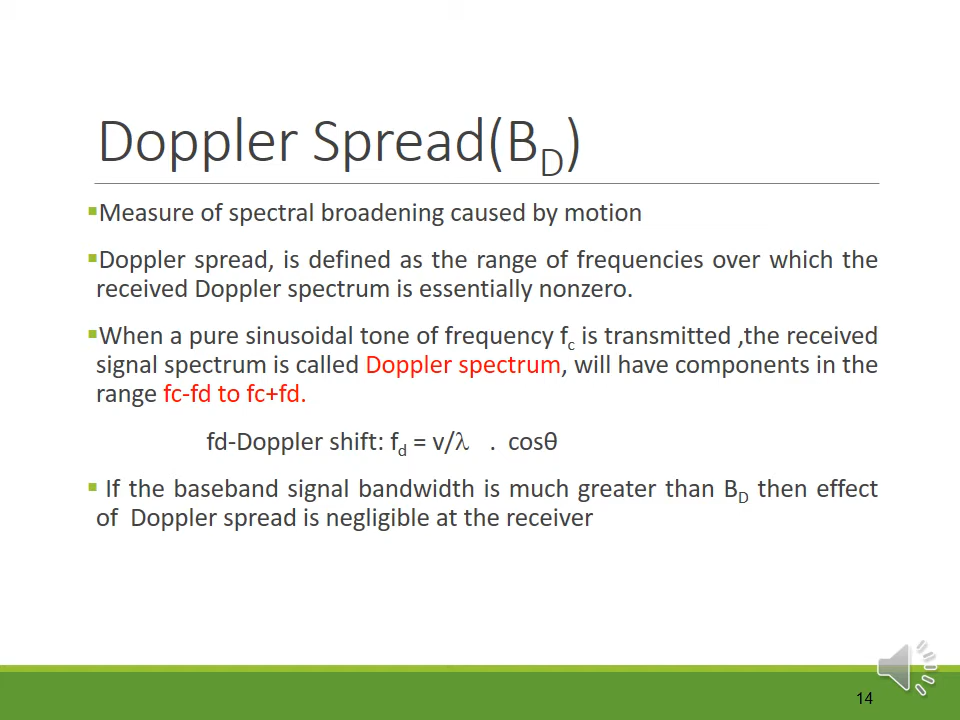 Doppler Spread(B_D)
▪Measure of spectral broadening caused by motion
▪Doppler spread, is defined as the range of frequencies over which the
received Doppler spectrum is essentially nonzero.
▪When a pure sinusoidal tone of frequency f_c is transmitted ,the received
signal spectrum is called Doppler spectrum, will have components in the
range fc-fd to fc+fd.
fd-Doppler shift: f_d = v/λ . cosθ
▪ If the baseband signal bandwidth is much greater than B_D then effect
of Doppler spread is negligible at the receiver
14